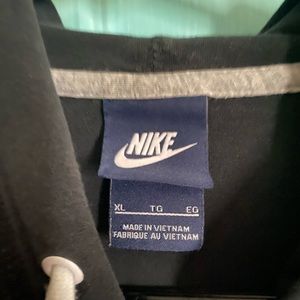 NIKE
XL TG EG
MADE IN VIETNAM
FABRIQUE AU VIETNAM